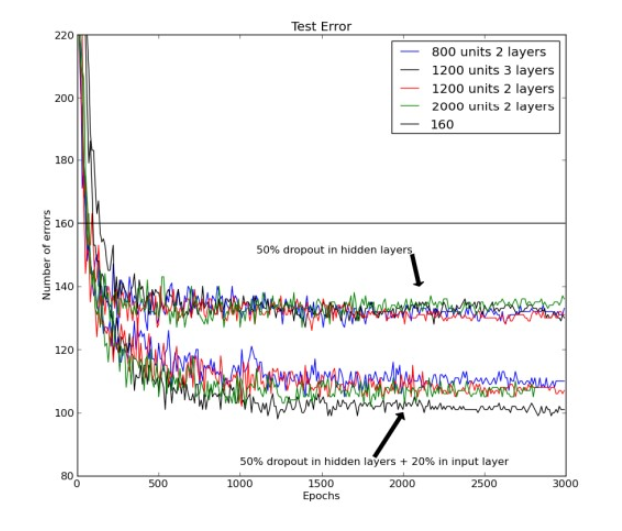 Test Error
220
200
180
160
140
120
100
80
Number of errors
800 units 2 layers
1200 units 3 layers
1200 units 2 layers
2000 units 2 layers
160
50% dropout in hidden layers
50% dropout in hidden layers + 20% in input layer
0 500 1000 1500 2000 2500 3000
Epochs